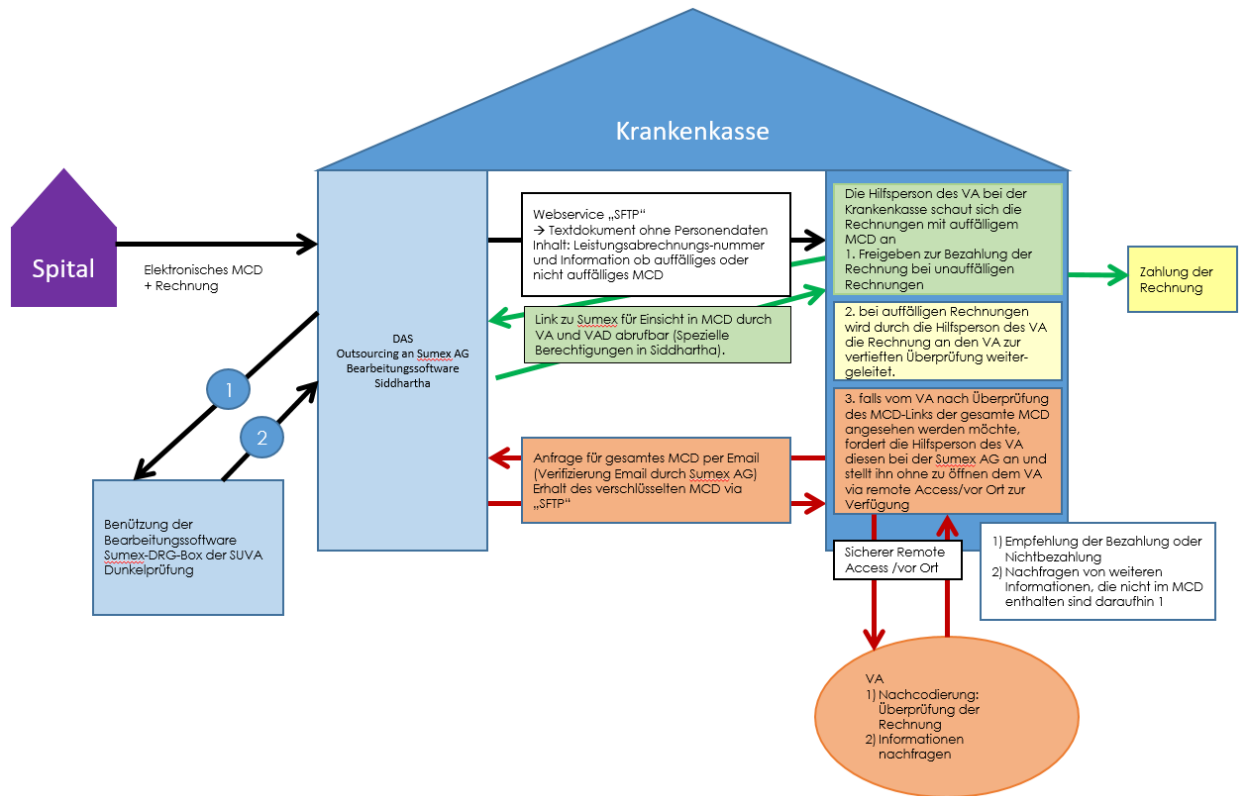 Krankenkasse
Spital
Elektronisches MCD
+ Rechnung
1
2
Benützung der
Bearbeitungssoftware
Sumex-DRG-Box der SUVA
Dunkelprüfung
DAS
Outsourcing an Sumex AG
Bearbeitungssoftware
Siddhartha
Webservice „SFTP“
→ Textdokument ohne Personendaten
Inhalt: Leistungsabrechnungs-nummer
und Information ob auffälliges oder
nicht auffälliges MCD
Link zu Sumex für Einsicht in MCD durch
VA und VAD abrufbar (Spezielle
Berechtigungen in Siddhartha).
Anfrage für gesamtes MCD per Email
(Verifizierung Email durch Sumex AG)
Erhalt des verschlüsselten MCD via
„SFTP“
Die Hilfsperson des VA bei der
Krankenkasse schaut sich die
Rechnungen mit auffälligem
MCD an
1. Freigeben zur Bezahlung der
Rechnung bei unauffälligen
Rechnungen
2. bei auffälligen Rechnungen
wird durch die Hilfsperson des VA
die Rechnung an den VA zur
vertieften Überprüfung weiter-
geleitet.
3. falls vom VA nach Überprüfung
des MCD-Links der gesamte MCD
angesehen werden möchte,
fordert die Hilfsperson des VA
diesen bei der Sumex AG an und
stellt ihn ohne zu öffnen dem VA
via remote Access/vor Ort zur
Verfügung
Zahlung der
Rechnung
Sicherer Remote
Access /vor Ort
1) Empfehlung der Bezahlung oder
Nichtbezahlung
2) Nachfragen von weiteren
Informationen, die nicht im MCD
enthalten sind daraufhin 1
VA
1) Nachcodierung:
Überprüfung der
Rechnung
2) Informationen
nachfragen